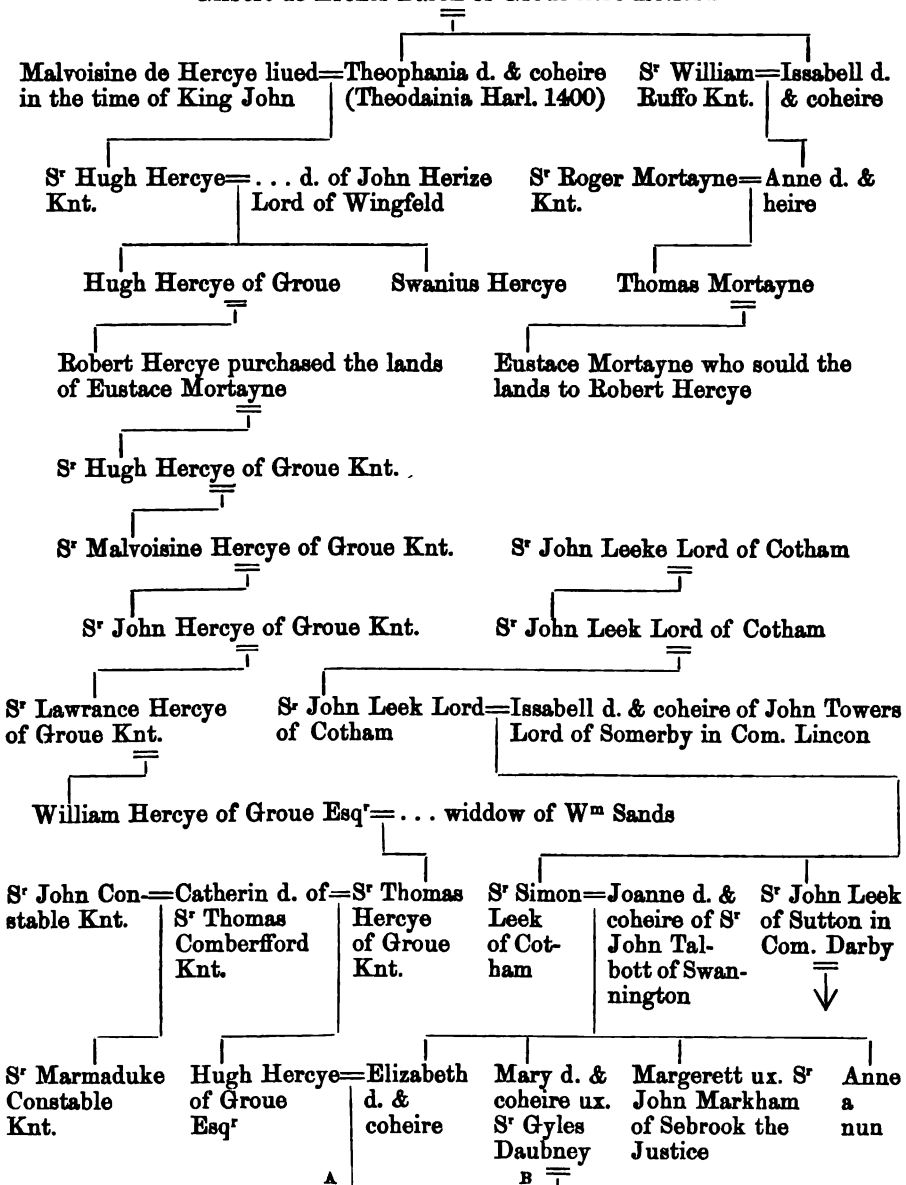 Malvoisine de Hercye liued=Theophania d. & coheire
in the time of King John (Theodainia Harl. 1400)
Sʳ William=Issabell d.
Ruffo Knt. & coheire
Sʳ Hugh Hercye=... d. of John Herize
Knt. Lord of Wingfeld
Sʳ Roger Mortayne=Anne d. &
Knt. heire
Hugh Hercye of Groue
Swanius Hercye
Thomas Mortayne
Robert Hercye purchased the lands
of Eustace Mortayne
Eustace Mortayne who sould the
lands to Robert Hercye
Sʳ Hugh Hercye of Groue Knt.
Sʳ Malvoisine Hercye of Groue Knt.
Sʳ John Leeke Lord of Cotham
Sʳ John Hercye of Groue Knt.
Sʳ John Leek Lord of Cotham
Sʳ Lawrance Hercye
of Groue Knt.
Sʳ John Leek Lord=Issabell d. & coheire of John Towers
of Cotham Lord of Somerby in Com. Lincon
William Hercye of Groue Esqʳ=... widdow of Wᵐ Sands
Sʳ John Con-
stable Knt.
=Catherin d. of=
Sʳ Thomas
Comberfford
Knt.
Sʳ Thomas
Hercye
of Groue
Knt.
Sʳ Simon=
Leek
of Cot-
ham
Joanne d. &
coheire of Sʳ
John Tal-
bott of Swan-
nington
Sʳ John Leek
of Sutton in
Com. Darby
Sʳ Marmaduke
Constable
Knt.
Hugh Hercye=
of Groue
Esqʳ
Elizabeth
d. &
coheire
Mary d. &
coheire ux.
Sʳ Gyles
Daubney
Margerett ux. Sʳ
John Markham
of Sebrook the
Justice
Anne
a
nun
A
B